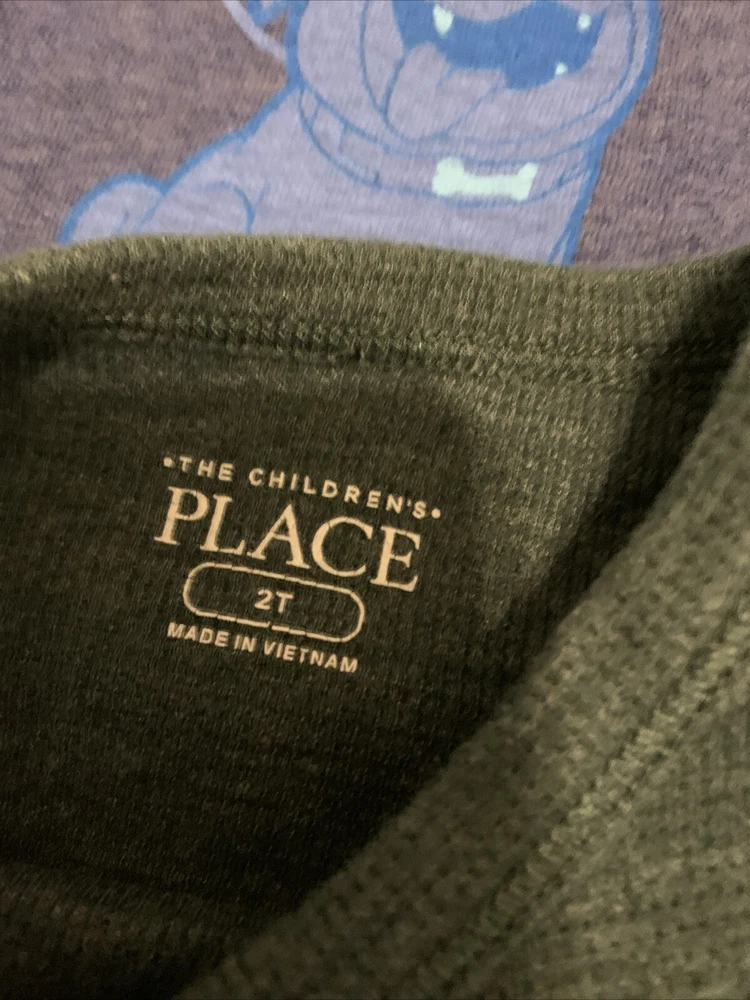 •THE CHILDREN'S•
PLACE
2T
MADE IN VIETNAM